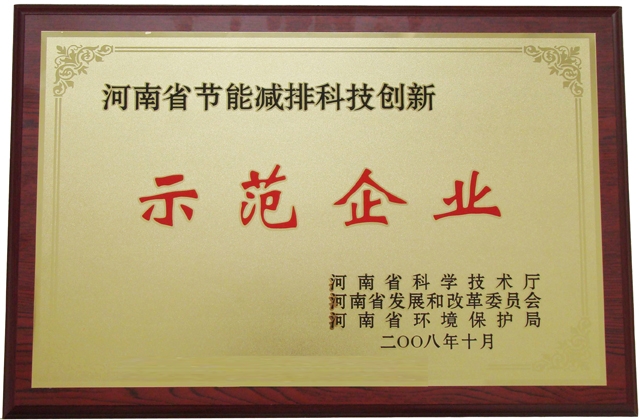 河南省节能减排科技创新
示范企业
河南省科学技术厅
河南省发展和改革委员会
河南省环境保护局
二〇〇八年十月